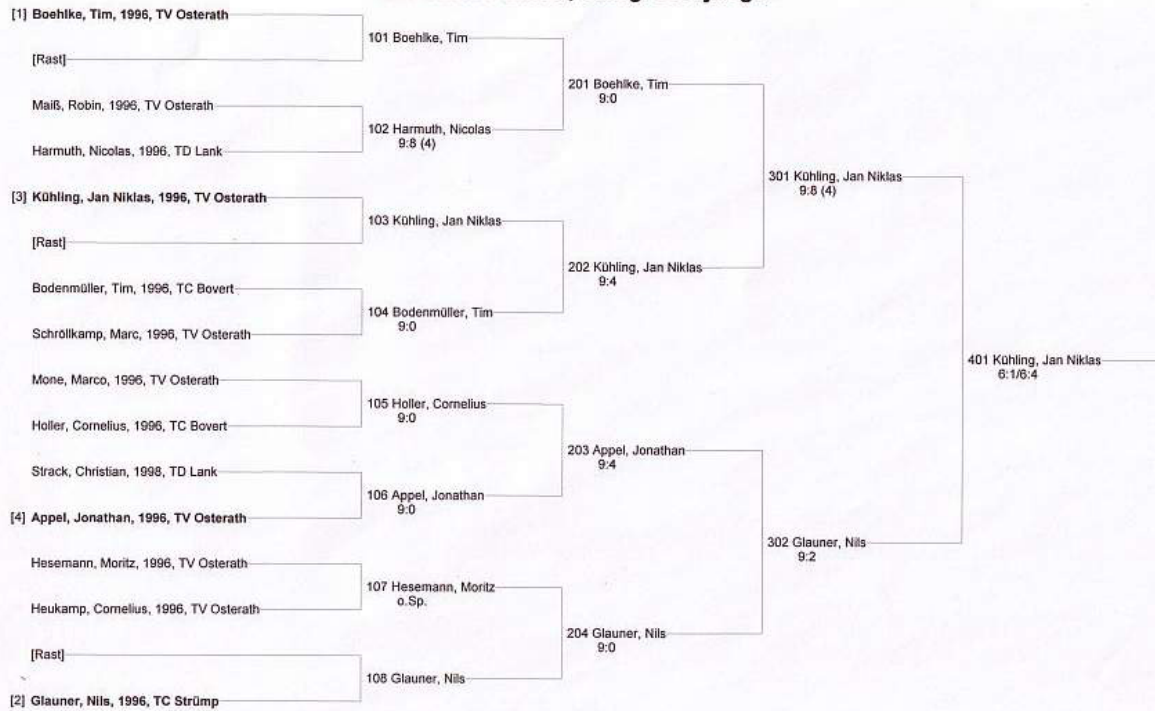 [1] Boehlke, Tim, 1996, TV Osterath
[Rast]
Maiß, Robin, 1996, TV Osterath
Harmuth, Nicolas, 1996, TD Lank
[3] Kühling, Jan Niklas, 1996, TV Osterath
[Rast]
Bodenmüller, Tim, 1996, TC Bovert
Schröllkamp, Marc, 1996, TV Osterath
Mone, Marco, 1996, TV Osterath
Holler, Cornelius, 1996, TC Bovert
Strack, Christian, 1998, TD Lank
[4] Appel, Jonathan, 1996, TV Osterath
Hesemann, Moritz, 1996, TV Osterath
Heukamp, Cornelius, 1996, TV Osterath
[Rast]
[2] Glauner, Nils, 1996, TC Strümp
101 Boehlke, Tim
102 Harmuth, Nicolas
9:8 (4)
103 Kühling, Jan Niklas
104 Bodenmüller, Tim
9:0
105 Holler, Cornelius
9:0
106 Appel, Jonathan
9:0
107 Hesemann, Moritz
o.Sp.
108 Glauner, Nils
201 Boehlke, Tim
9:0
202 Kühling, Jan Niklas
9:4
203 Appel, Jonathan
9:4
204 Glauner, Nils
9:0
301 Kühling, Jan Niklas
9:8 (4)
302 Glauner, Nils
9:2
401 Kühling, Jan Niklas
6:1/6:4